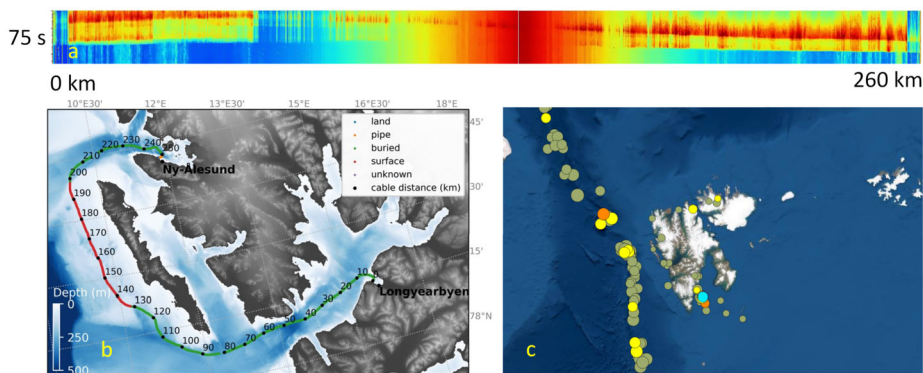 75 s
a
0 km
260 km
10°E30'
12°E
13°E30'
15°E
16°E30'
18°E
land
pipe
buried
surface
unknown
cable distance (km)
45'
30'
15'
78°N
Ny-Ålesund
Longyearbyen
10
20
30
40
50
60
70
80
90
100
110
120
130
140
150
160
170
180
190
200
210
220
230
240
250
Depth (m)
0
250
500
b
c